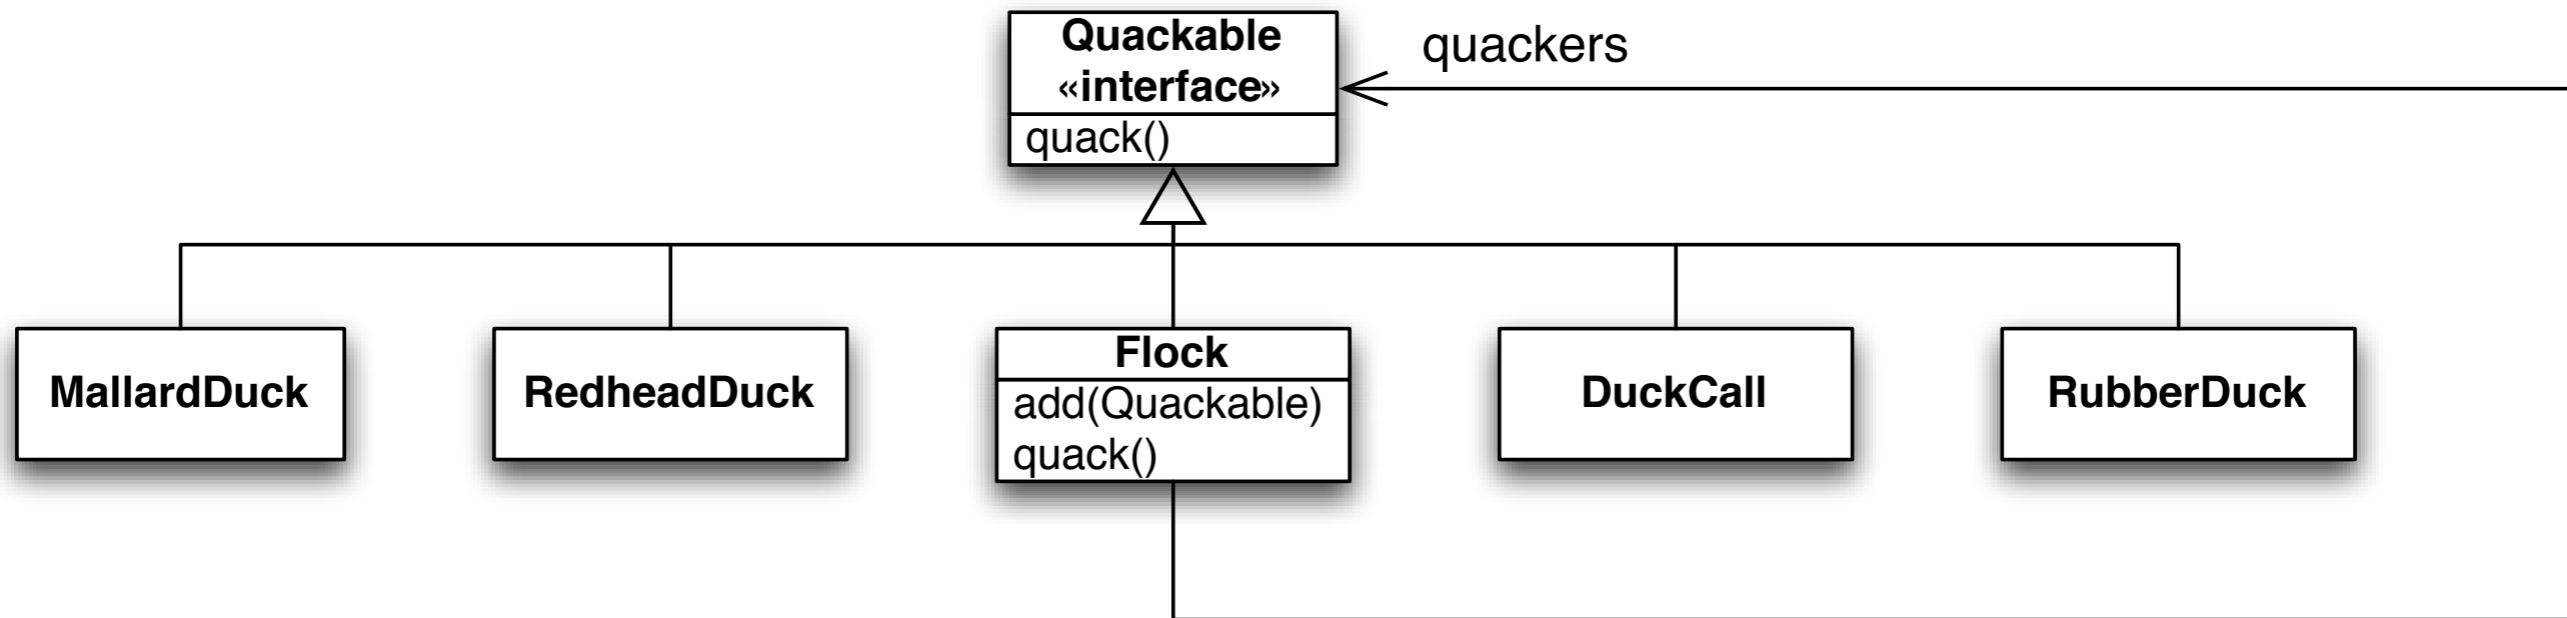 Quackable
«interface»
quack()
quackers
MallardDuck
RedheadDuck
Flock
add(Quackable)
quack()
DuckCall
RubberDuck